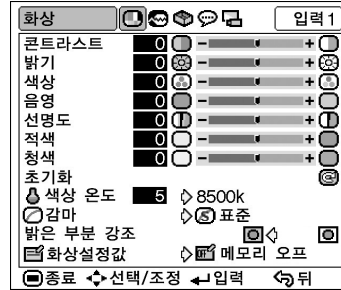 화상 입력 1
콘트라스트 0 - +
밝기 0 - +
색상 0 - +
음영 0 - +
선명도 0 - +
적색 0 - +
청색 0 - +
초기화
색상 온도 5 8500k
감마 S 표준
밝은 부분 강조
화상설정값 메모리 오프
종료 선택/조정 입력 뒤